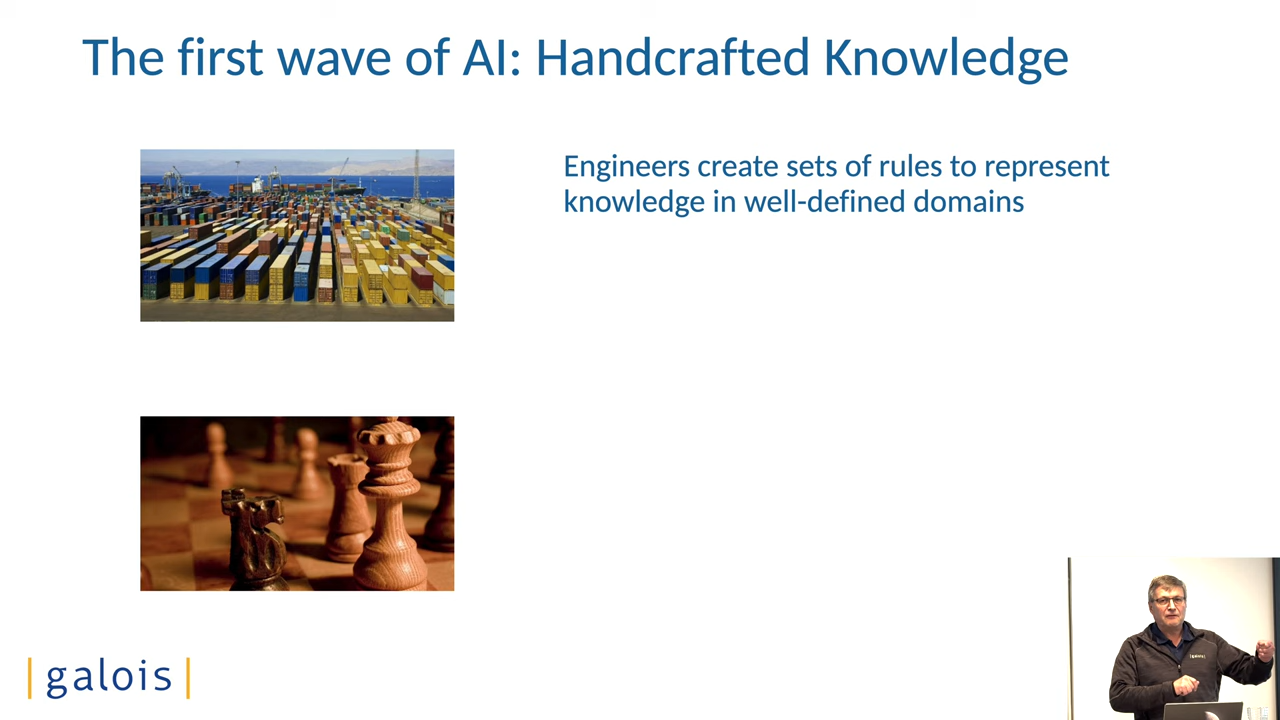 The first wave of AI: Handcrafted Knowledge
Engineers create sets of rules to represent
knowledge in well-defined domains
|galois|
|galois|